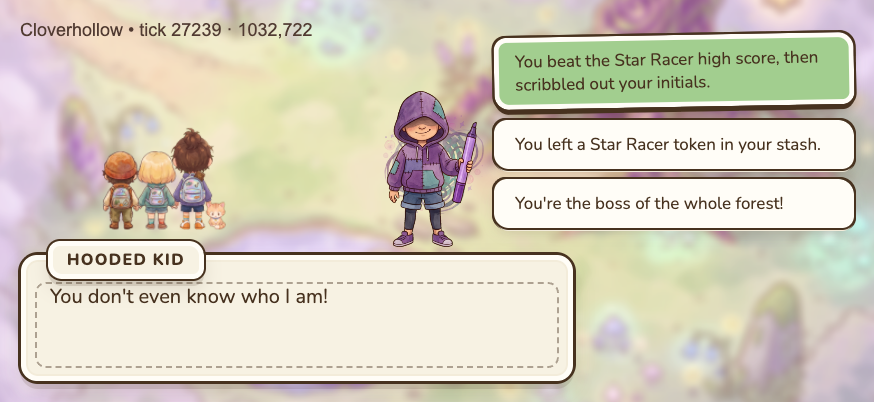 Cloverhollow • tick 27239 · 1032,722
You beat the Star Racer high score, then
scribbled out your initials.
You left a Star Racer token in your stash.
You're the boss of the whole forest!
HOODED KID
You don't even know who I am!